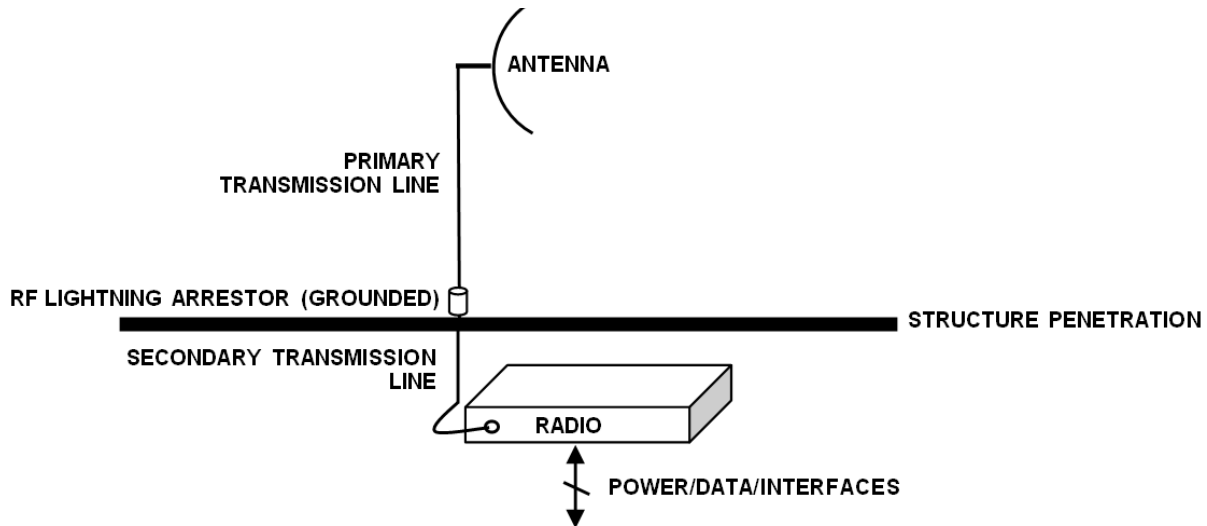 ANTENNA
PRIMARY
TRANSMISSION LINE
RF LIGHTNING ARRESTOR (GROUNDED)
STRUCTURE PENETRATION
SECONDARY TRANSMISSION
LINE
RADIO
POWER/DATA/INTERFACES